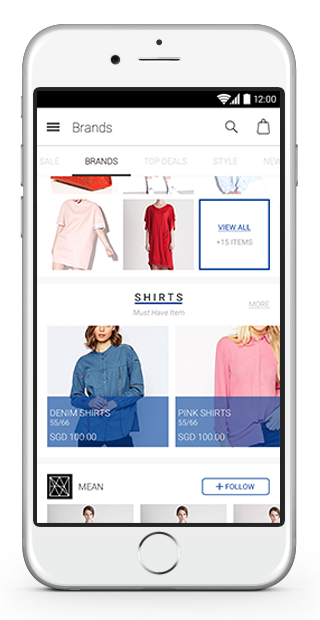 12:00
Brands
SALE BRANDS TOP DEALS STYLE NEW
VIEW ALL
+15 ITEMS
SHIRTS
Must Have Item
MORE
DENIM SHIRTS
55/66
SGD 100.00
PINK SHIRTS
55/66
SGD 100.00
MEAN
+ FOLLOW